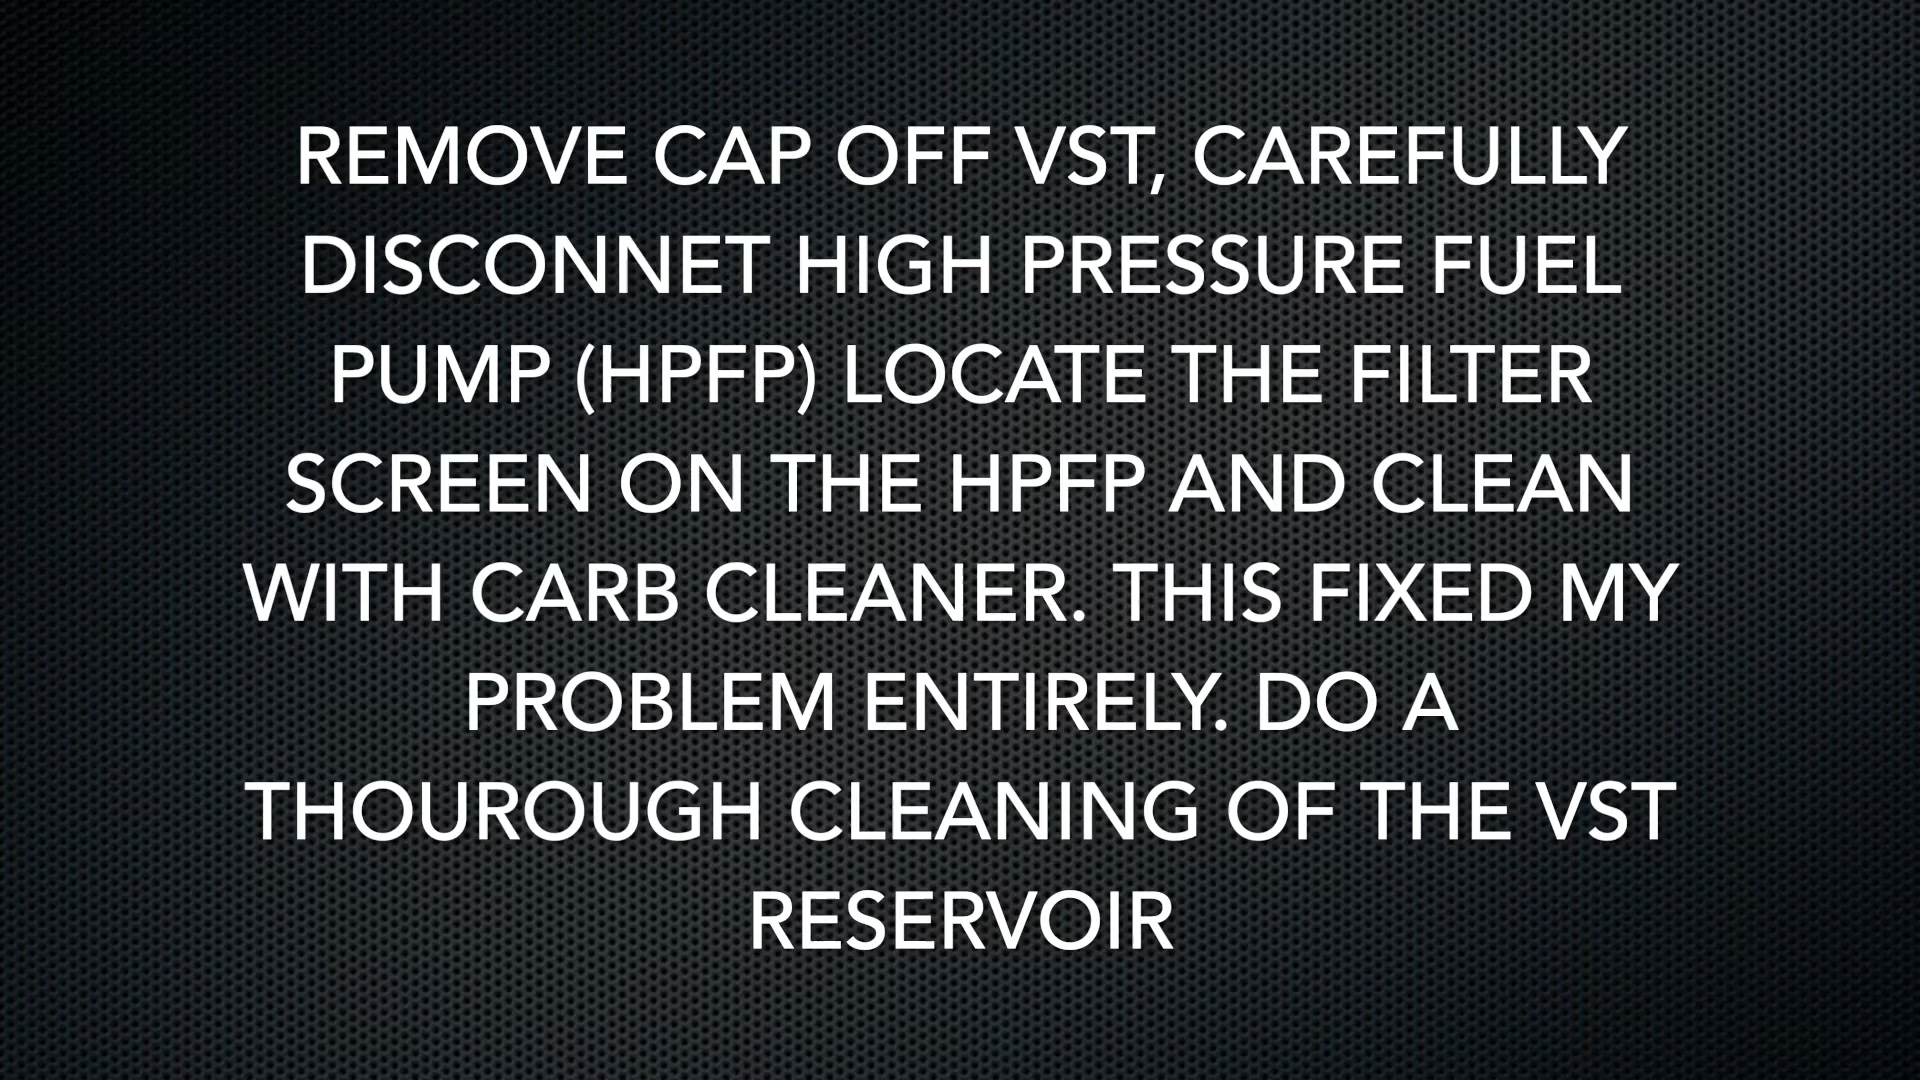 REMOVE CAP OFF VST, CAREFULLY
DISCONNET HIGH PRESSURE FUEL
PUMP (HPFP) LOCATE THE FILTER
SCREEN ON THE HPFP AND CLEAN
WITH CARB CLEANER. THIS FIXED MY
PROBLEM ENTIRELY. DO A
THOUROUGH CLEANING OF THE VST
RESERVOIR